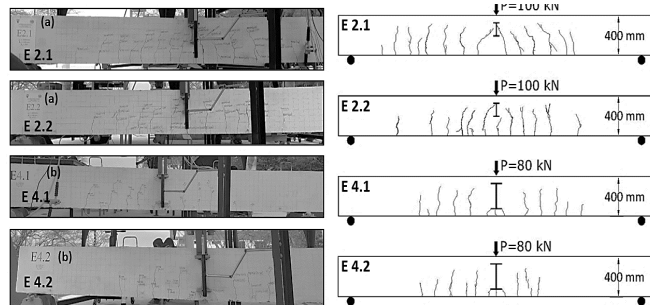 (a)
E2.1
E 2.1
P=100 kN
E 2.1
400 mm
(a)
E2.2
E 2.2
P=100 kN
E 2.2
400 mm
(b)
E4.1
E 4.1
P=80 kN
E 4.1
400 mm
(b)
E4.2
E 4.2
P=80 kN
E 4.2
400 mm